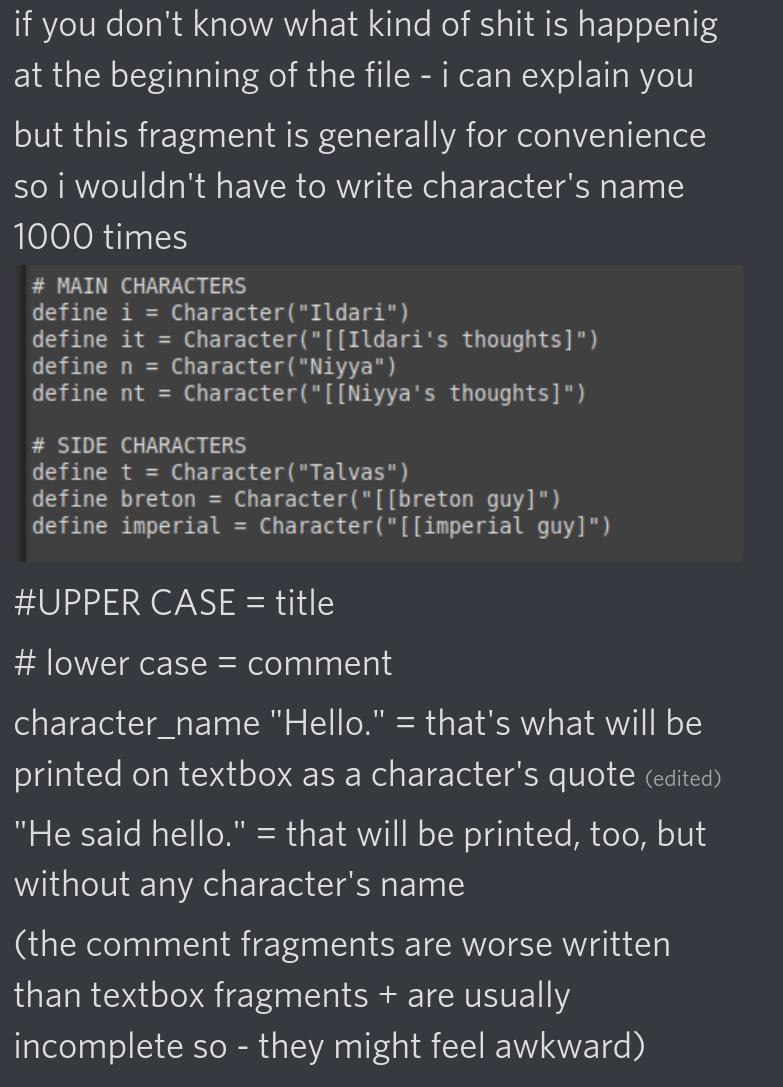 if you don't know what kind of shit is happenig
at the beginning of the file - i can explain you
but this fragment is generally for convenience
so i wouldn't have to write character's name
1000 times
# MAIN CHARACTERS
define i = Character("Ildari")
define it = Character("[[Ildari's thoughts]")
define n = Character("Niyya")
define nt = Character("[[Niyya's thoughts]")
# SIDE CHARACTERS
define t = Character("Talvas")
define breton = Character("[[breton guy]")
define imperial = Character("[[imperial guy]")
#UPPER CASE = title
# lower case = comment
character_name "Hello." = that's what will be
printed on textbox as a character's quote (edited)
"He said hello." = that will be printed, too, but
without any character's name
(the comment fragments are worse written
than textbox fragments + are usually
incomplete so - they might feel awkward)